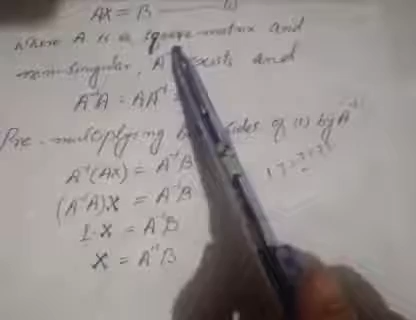 AX = B — (1)
where A is a square matrix and
non-singular, A exists and
A⁻¹A = AA⁻¹ =
Pre-multiplying sides of (1) by A⁻¹
A⁻¹(AX) = A⁻¹B
(A⁻¹A)X = A⁻¹B
I·X = A⁻¹B
X = A⁻¹B